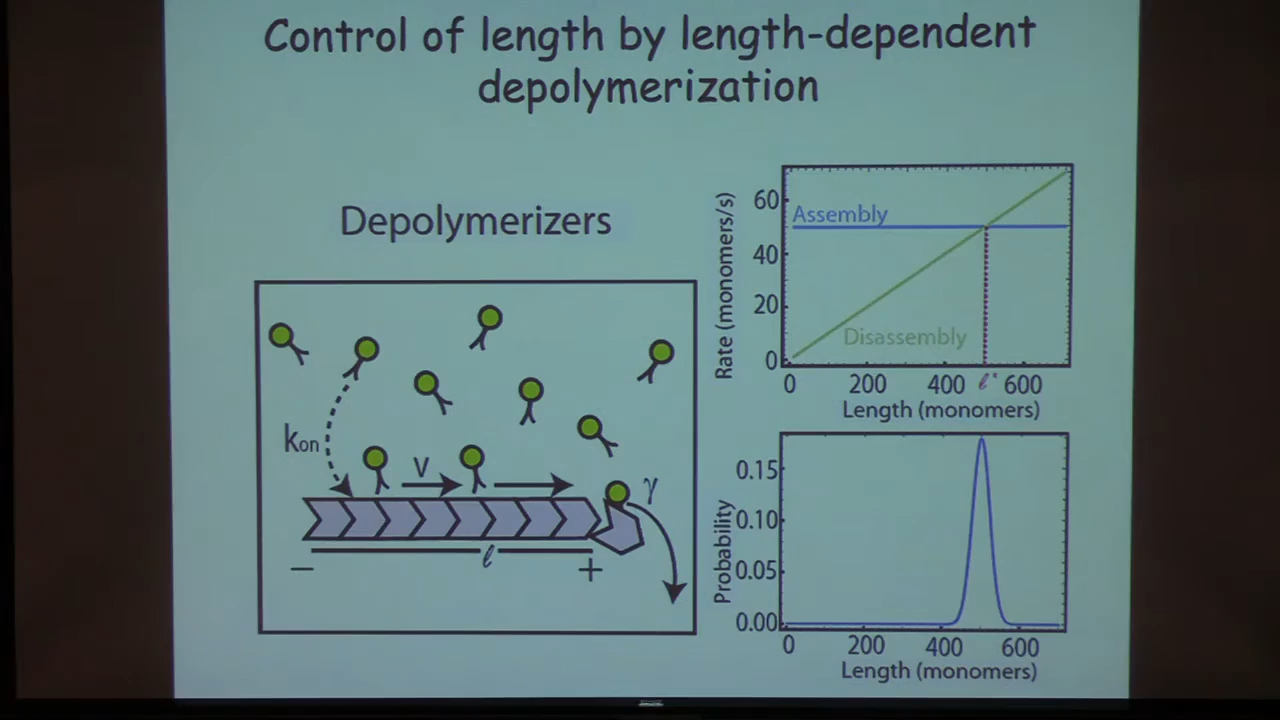 Control of length by length-dependent
depolymerization
Depolymerizers
kon
V
γ
ℓ
−
+
Rate (monomers/s)
60
40
20
0
Assembly
Disassembly
0 200 400 ℓ* 600
Length (monomers)
Probability
0.15
0.10
0.05
0.00
0 200 400 600
Length (monomers)